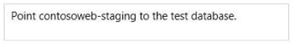 Point contosoweb-staging to the test database.